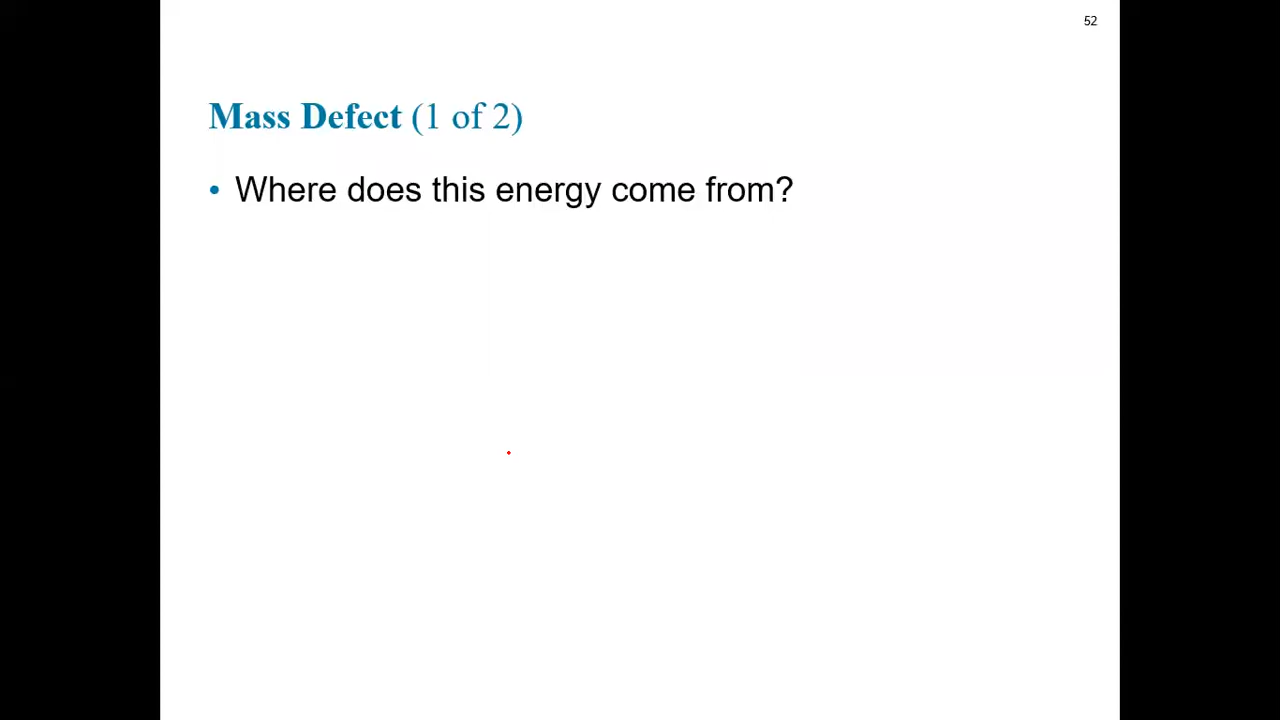 52
Mass Defect (1 of 2)
• Where does this energy come from?